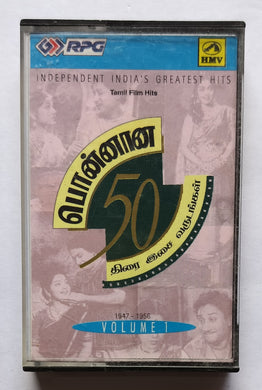 RPG
HMV
INDEPENDENT INDIA'S GREATEST HITS
Tamil Film Hits
பொன்னான
50
திரை இசை வருடங்கள்
1947 - 1956
VOLUME 1